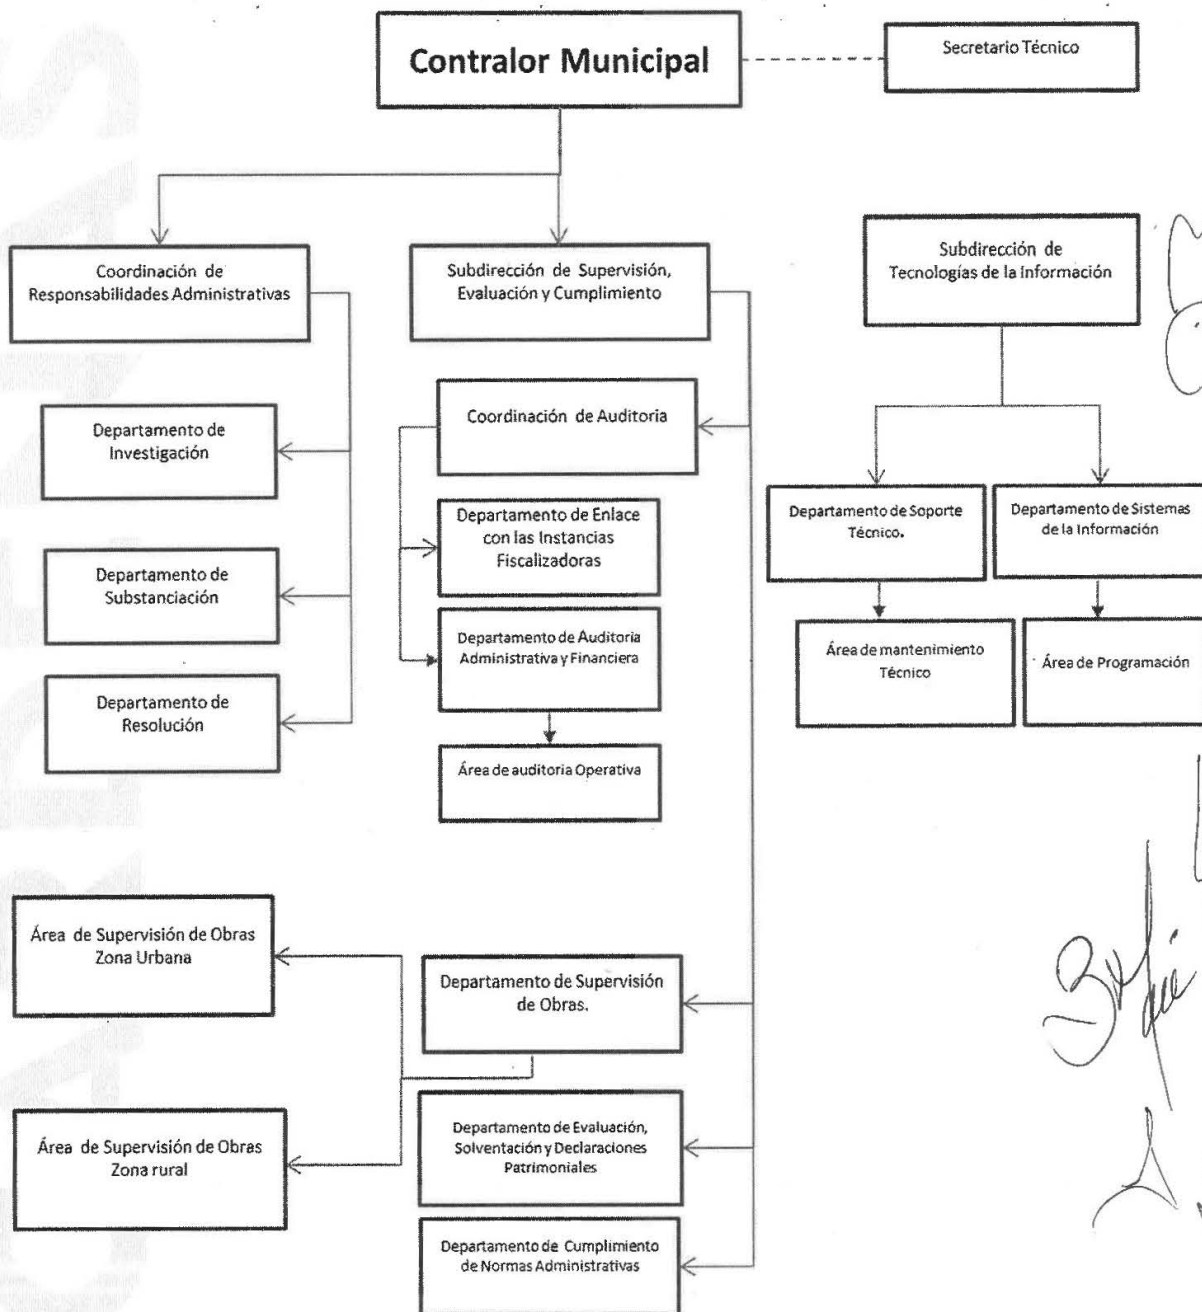 Contralor Municipal
Secretario Técnico
Coordinación de
Responsabilidades Administrativas
Subdirección de Supervisión,
Evaluación y Cumplimiento
Subdirección de
Tecnologías de la Información
Departamento de
Investigación
Coordinación de Auditoria
Departamento de Enlace
con las Instancias
Fiscalizadoras
Departamento de Soporte
Técnico.
Departamento de Sistemas
de la Información
Departamento de
Substanciación
Departamento de Auditoria
Administrativa y Financiera
Área de mantenimiento
Técnico
Área de Programación
Departamento de
Resolución
Área de auditoria Operativa
Área de Supervisión de Obras
Zona Urbana
Departamento de Supervisión
de Obras.
Área de Supervisión de Obras
Zona rural
Departamento de Evaluación,
Solventación y Declaraciones
Patrimoniales
Departamento de Cumplimiento
de Normas Administrativas